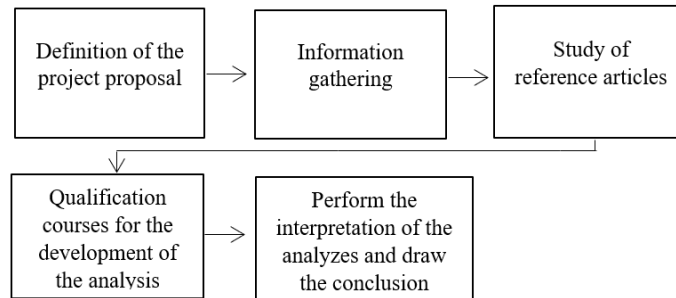 Definition of the
project proposal
Information
gathering
Study of
reference articles
Qualification
courses for the
development of
the analysis
Perform the
interpretation of the
analyzes and draw
the conclusion